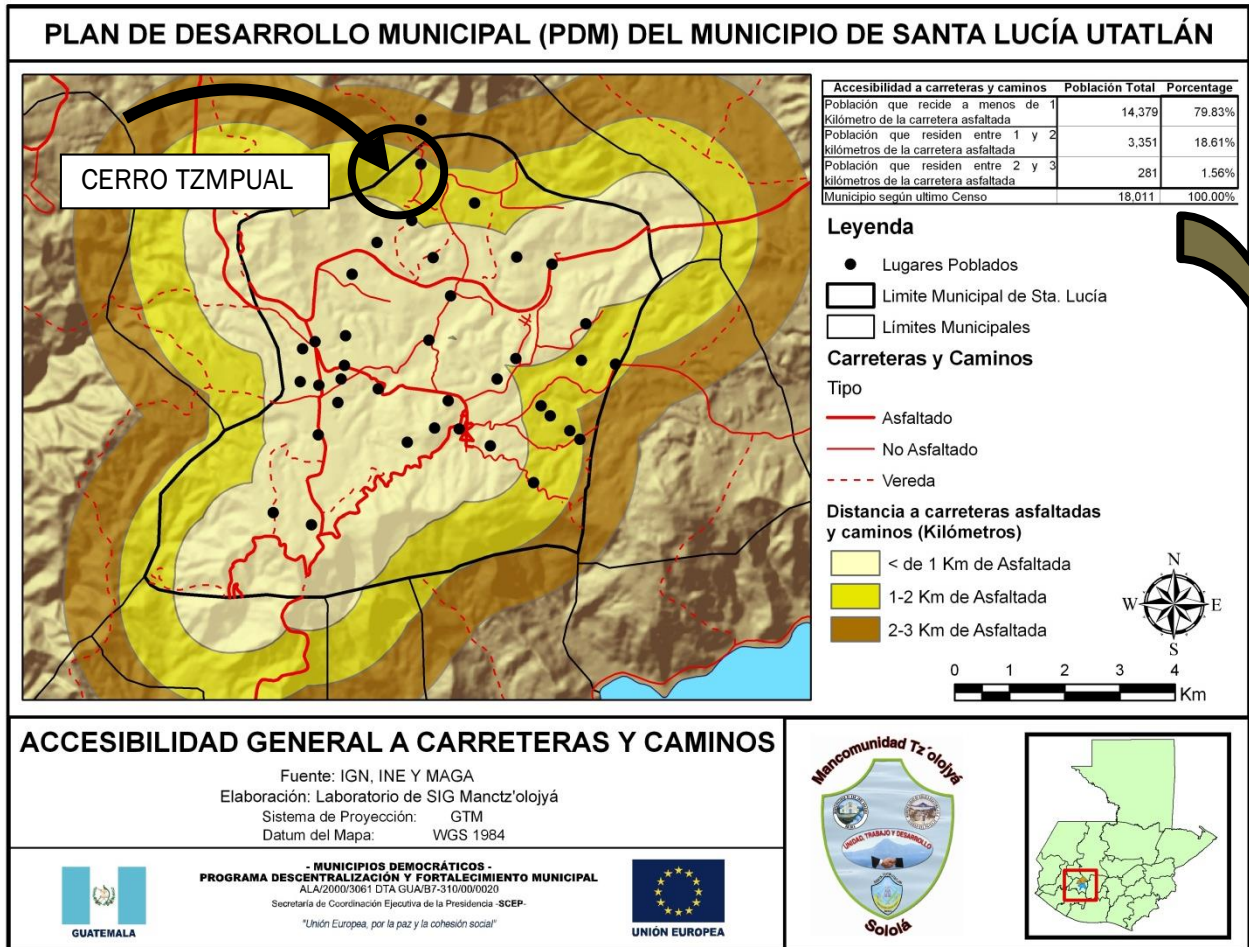 PLAN DE DESARROLLO MUNICIPAL (PDM) DEL MUNICIPIO DE SANTA LUCÍA UTATLÁN
CERRO TZMPUAL
Accesibilidad a carreteras y caminos Población Total Porcentage
Población que recide a menos de 1
Kilómetro de la carretera asfaltada 14,379 79.83%
Población que residen entre 1 y 2
kilómetros de la carretera asfaltada 3,351 18.61%
Población que residen entre 2 y 3
kilómetros de la carretera asfaltada 281 1.56%
Municipio según ultimo Censo 18,011 100.00%
Leyenda
Lugares Poblados
Limite Municipal de Sta. Lucía
Límites Municipales
Carreteras y Caminos
Tipo
Asfaltado
No Asfaltado
Vereda
Distancia a carreteras asfaltadas
y caminos (Kilómetros)
< de 1 Km de Asfaltada
1-2 Km de Asfaltada
2-3 Km de Asfaltada
N
W E
S
0 1 2 3 4
Km
ACCESIBILIDAD GENERAL A CARRETERAS Y CAMINOS
Fuente: IGN, INE Y MAGA
Elaboración: Laboratorio de SIG Manctz'olojyá
Sistema de Proyección: GTM
Datum del Mapa: WGS 1984
GUATEMALA
- MUNICIPIOS DEMOCRÁTICOS -
PROGRAMA DESCENTRALIZACIÓN Y FORTALECIMIENTO MUNICIPAL
ALA/2000/3061 DTA GUA/B7-310/00/0020
Secretaría de Coordinación Ejecutiva de la Presidencia -SCEP-
"Unión Europea, por la paz y la cohesión social"
UNIÓN EUROPEA
Mancomunidad Tz´olojyá
UNIDAD, TRABAJO Y DESARROLLO
Sololá